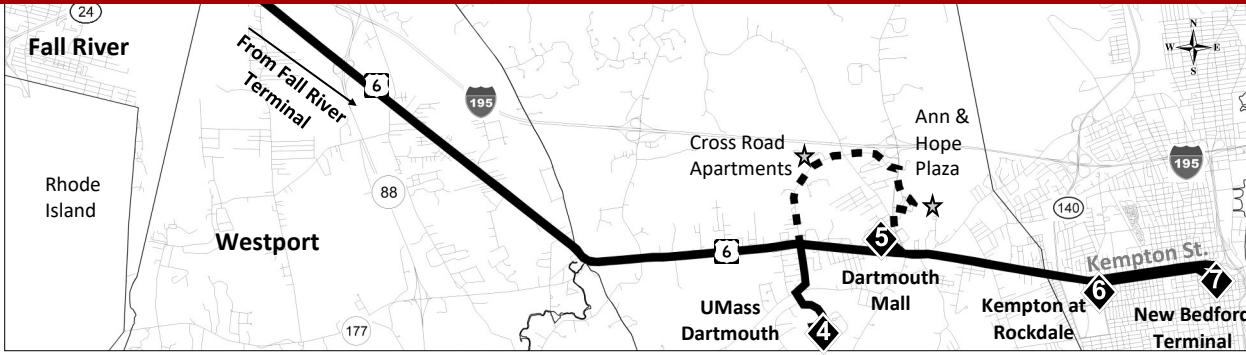 24
Fall River
From Fall River
Terminal
6
195
N
W E
S
Ann &
Hope
Plaza
Cross Road
Apartments
195
Rhode
Island
88
140
Westport
6
5
Kempton St.
Dartmouth
Mall
6
7
UMass
Dartmouth
4
Kempton at
Rockdale
New Bedford
Terminal
177